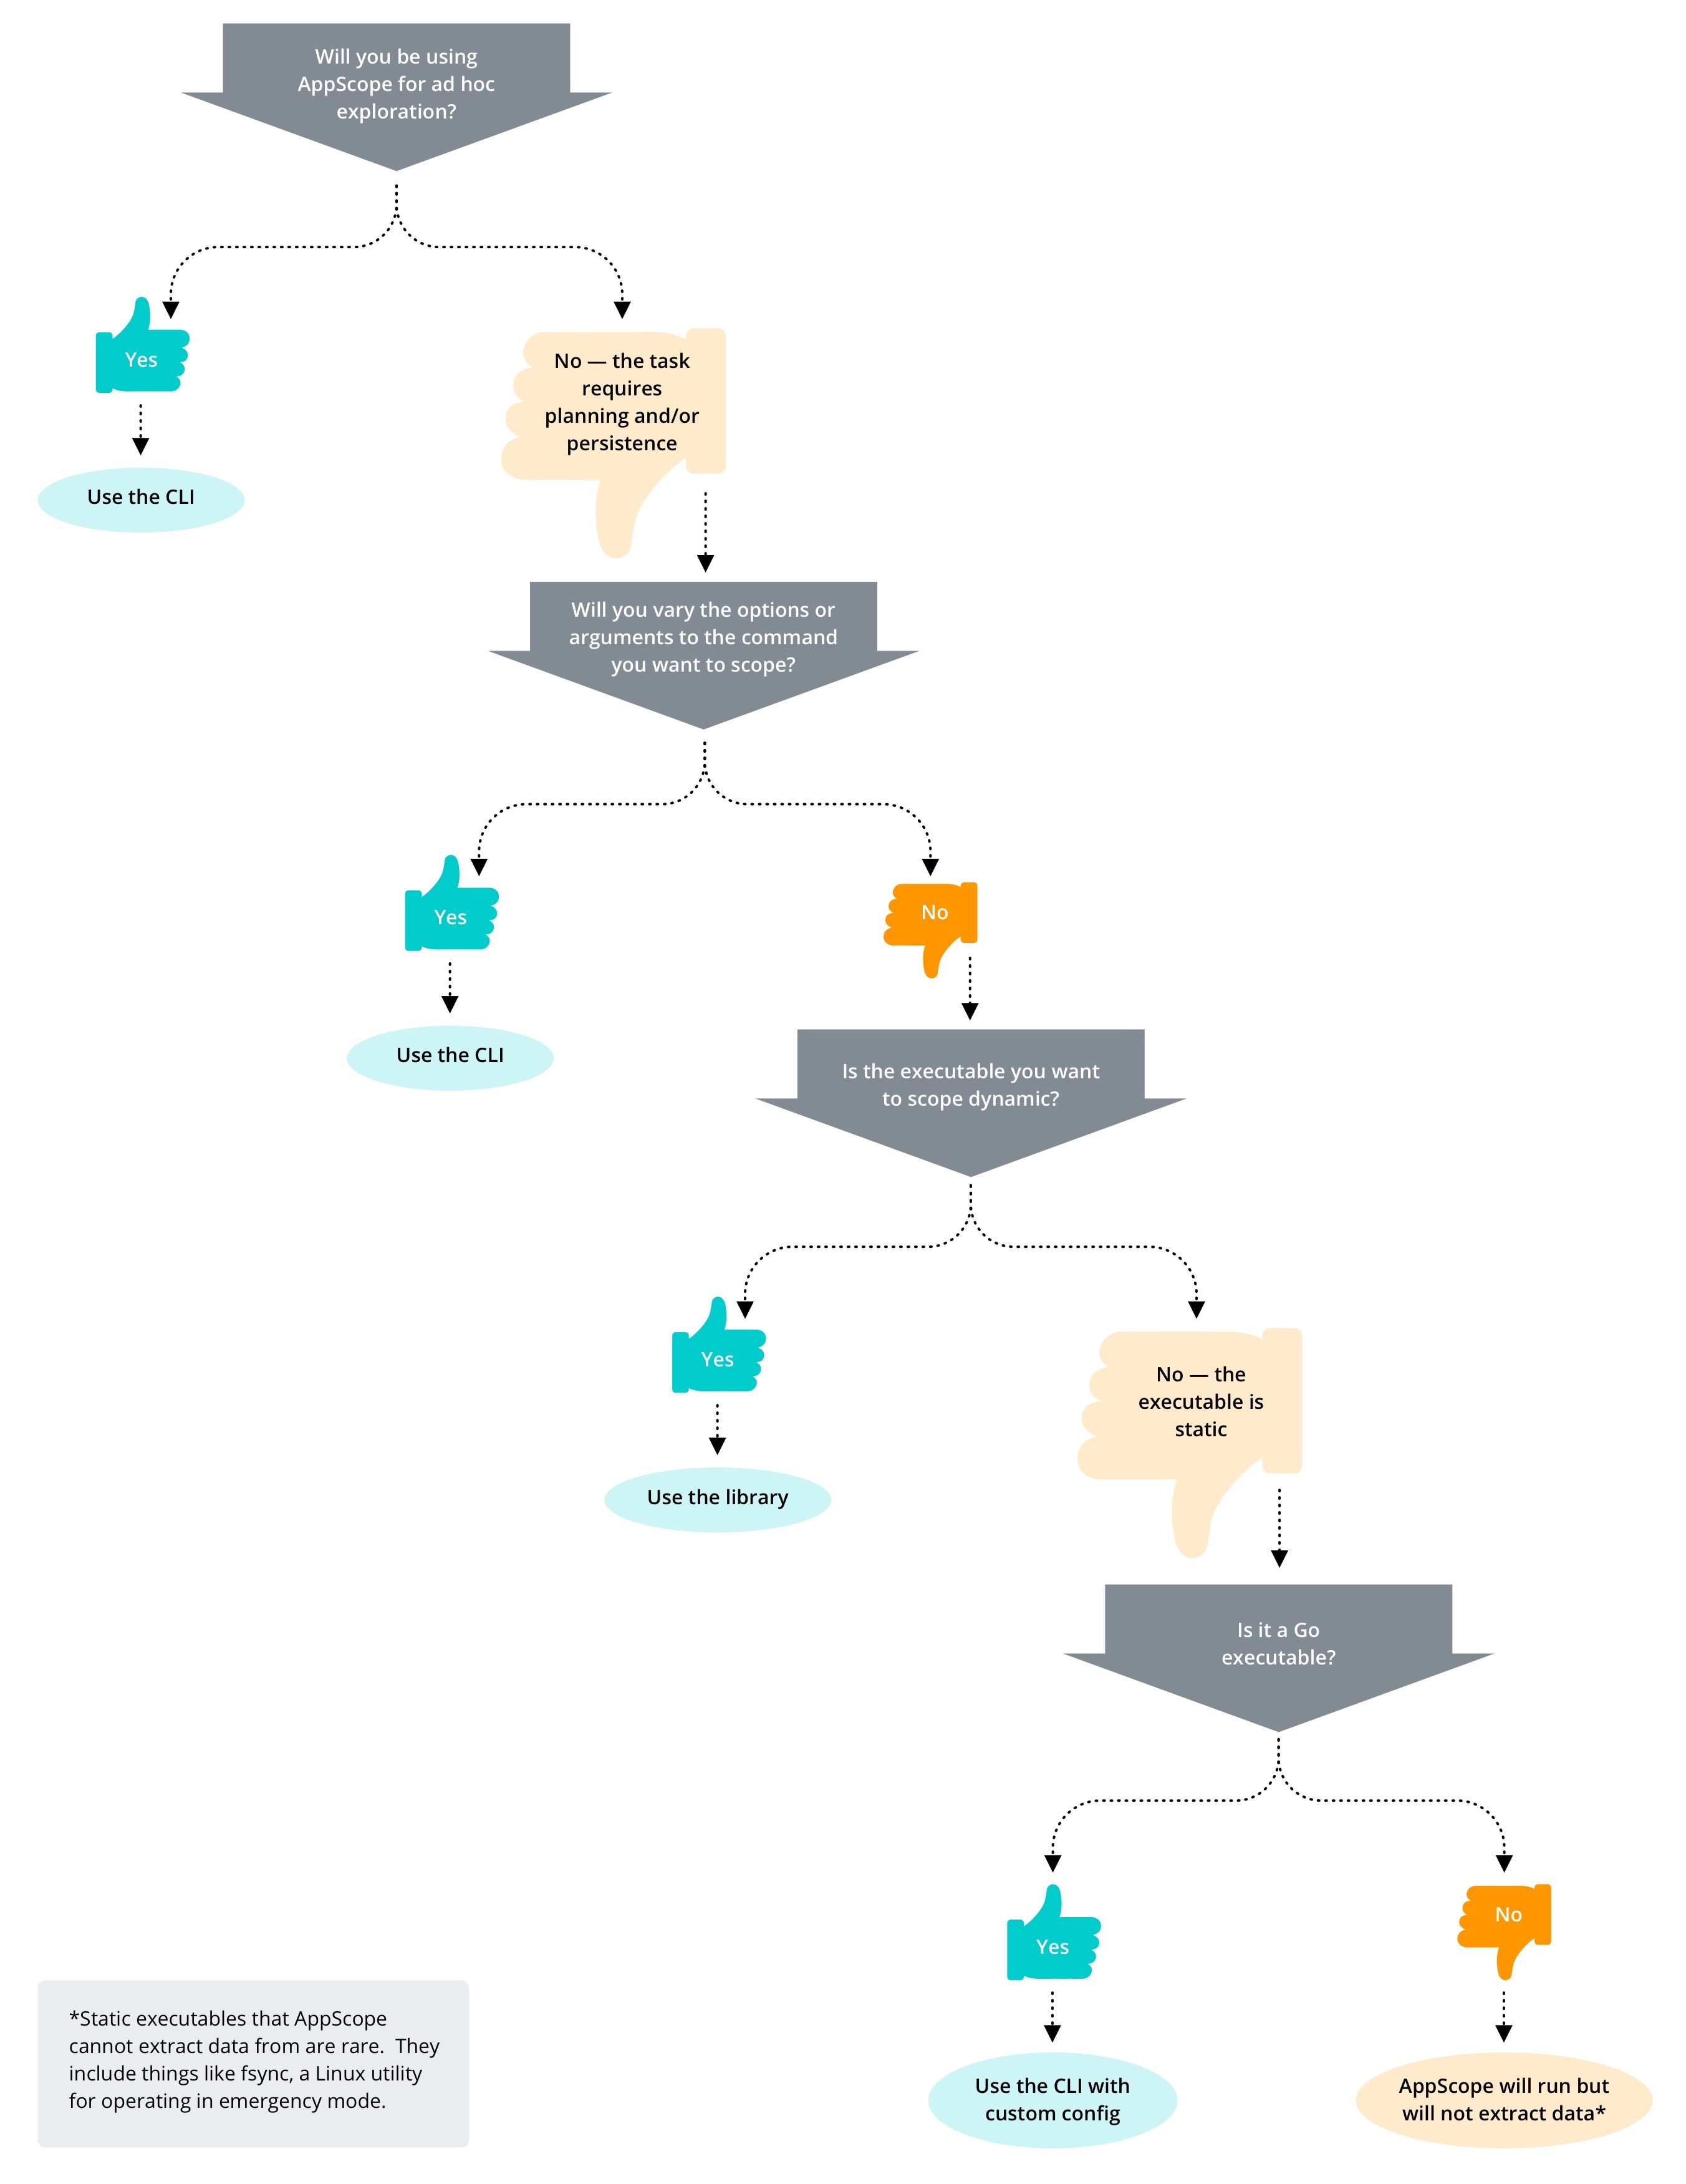 Will you be using
AppScope for ad hoc
exploration?
Yes
No — the task
requires
planning and/or
persistence
Use the CLI
Will you vary the options or
arguments to the command
you want to scope?
Yes
No
Use the CLI
Is the executable you want
to scope dynamic?
Yes
No — the
executable is
static
Use the library
Is it a Go
executable?
Yes
No
Use the CLI with
custom config
AppScope will run but
will not extract data*
*Static executables that AppScope
cannot extract data from are rare.  They
include things like fsync, a Linux utility
for operating in emergency mode.